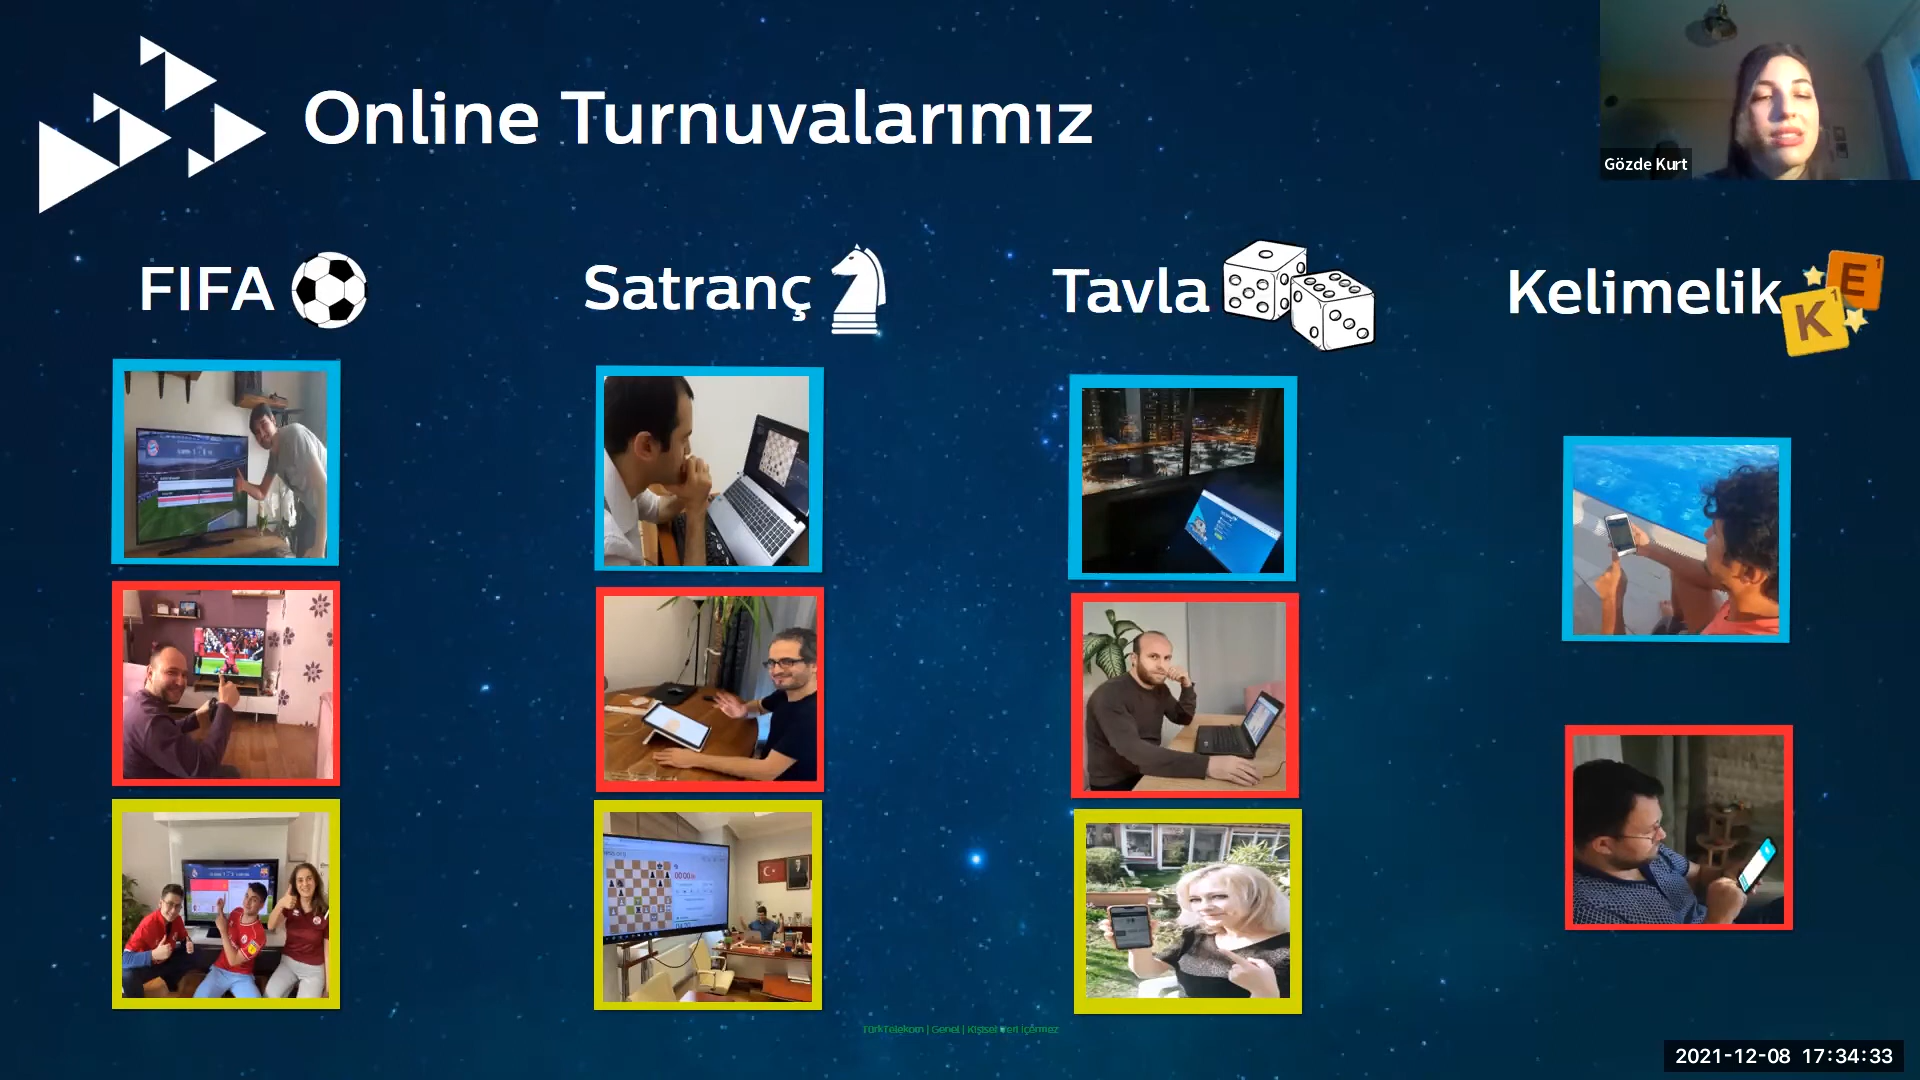 Online Turnuvalarımız
Gözde Kurt
FIFA
Satranç
Tavla
Kelimelik
E
K
TürkTelekom | Genel | Kişisel Veri İçermez
2021-12-08 17:34:33